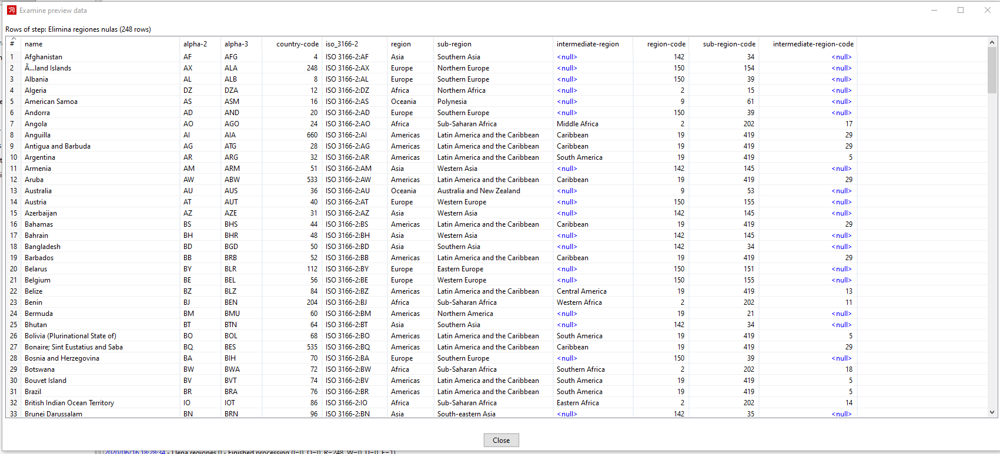 Examine preview data
Rows of step: Elimina regiones nulas (248 rows)
# name alpha-2 alpha-3 country-code iso_3166-2 region sub-region intermediate-region region-code sub-region-code intermediate-region-code
1 Afghanistan AF AFG 4 ISO 3166-2:AF Asia Southern Asia <null> 142 34 <null>
2 Ã...land Islands AX ALA 248 ISO 3166-2:AX Europe Northern Europe <null> 150 154 <null>
3 Albania AL ALB 8 ISO 3166-2:AL Europe Southern Europe <null> 150 39 <null>
4 Algeria DZ DZA 12 ISO 3166-2:DZ Africa Northern Africa <null> 2 15 <null>
5 American Samoa AS ASM 16 ISO 3166-2:AS Oceania Polynesia <null> 9 61 <null>
6 Andorra AD AND 20 ISO 3166-2:AD Europe Southern Europe <null> 150 39 <null>
7 Angola AO AGO 24 ISO 3166-2:AO Africa Sub-Saharan Africa Middle Africa 2 202 17
8 Anguilla AI AIA 660 ISO 3166-2:AI Americas Latin America and the Caribbean Caribbean 19 419 29
9 Antigua and Barbuda AG ATG 28 ISO 3166-2:AG Americas Latin America and the Caribbean Caribbean 19 419 29
10 Argentina AR ARG 32 ISO 3166-2:AR Americas Latin America and the Caribbean South America 19 419 5
11 Armenia AM ARM 51 ISO 3166-2:AM Asia Western Asia <null> 142 145 <null>
12 Aruba AW ABW 533 ISO 3166-2:AW Americas Latin America and the Caribbean Caribbean 19 419 29
13 Australia AU AUS 36 ISO 3166-2:AU Oceania Australia and New Zealand <null> 9 53 <null>
14 Austria AT AUT 40 ISO 3166-2:AT Europe Western Europe <null> 150 155 <null>
15 Azerbaijan AZ AZE 31 ISO 3166-2:AZ Asia Western Asia <null> 142 145 <null>
16 Bahamas BS BHS 44 ISO 3166-2:BS Americas Latin America and the Caribbean Caribbean 19 419 29
17 Bahrain BH BHR 48 ISO 3166-2:BH Asia Western Asia <null> 142 145 <null>
18 Bangladesh BD BGD 50 ISO 3166-2:BD Asia Southern Asia <null> 142 34 <null>
19 Barbados BB BRB 52 ISO 3166-2:BB Americas Latin America and the Caribbean Caribbean 19 419 29
20 Belarus BY BLR 112 ISO 3166-2:BY Europe Eastern Europe <null> 150 151 <null>
21 Belgium BE BEL 56 ISO 3166-2:BE Europe Western Europe <null> 150 155 <null>
22 Belize BZ BLZ 84 ISO 3166-2:BZ Americas Latin America and the Caribbean Central America 19 419 13
23 Benin BJ BEN 204 ISO 3166-2:BJ Africa Sub-Saharan Africa Western Africa 2 202 11
24 Bermuda BM BMU 60 ISO 3166-2:BM Americas Northern America <null> 19 21 <null>
25 Bhutan BT BTN 64 ISO 3166-2:BT Asia Southern Asia <null> 142 34 <null>
26 Bolivia (Plurinational State of) BO BOL 68 ISO 3166-2:BO Americas Latin America and the Caribbean South America 19 419 5
27 Bonaire; Sint Eustatius and Saba BQ BES 535 ISO 3166-2:BQ Americas Latin America and the Caribbean Caribbean 19 419 29
28 Bosnia and Herzegovina BA BIH 70 ISO 3166-2:BA Europe Southern Europe <null> 150 39 <null>
29 Botswana BW BWA 72 ISO 3166-2:BW Africa Sub-Saharan Africa Southern Africa 2 202 18
30 Bouvet Island BV BVT 74 ISO 3166-2:BV Americas Latin America and the Caribbean South America 19 419 5
31 Brazil BR BRA 76 ISO 3166-2:BR Americas Latin America and the Caribbean South America 19 419 5
32 British Indian Ocean Territory IO IOT 86 ISO 3166-2:IO Africa Sub-Saharan Africa Eastern Africa 2 202 14
33 Brunei Darussalam BN BRN 96 ISO 3166-2:BN Asia South-eastern Asia <null> 142 35 <null>
Close
2020/06/16 18:28:34 - Llena regiones 0 - Finished processing (I=0, O=0, R=248, W=0, U=0, E=1)